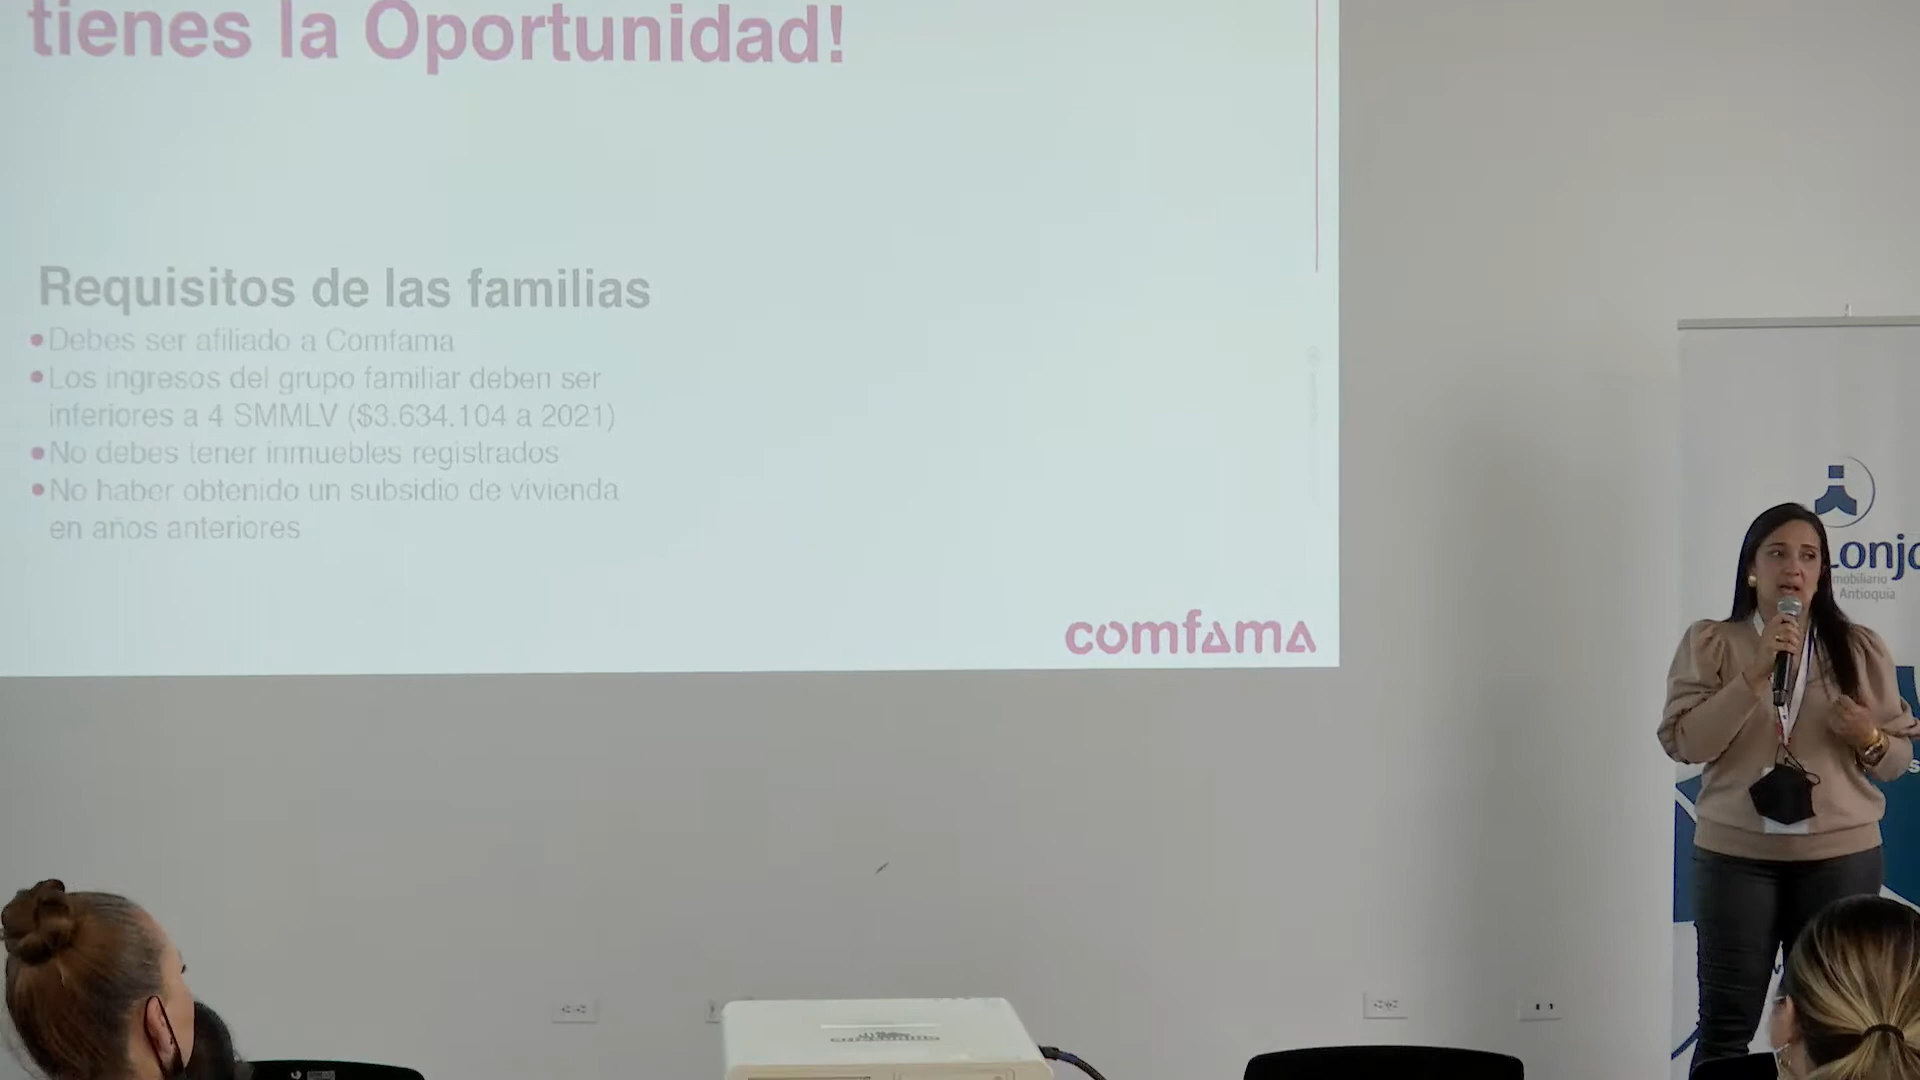 tienes la Oportunidad!
Requisitos de las familias
•Debes ser afiliado a Comfama
•Los ingresos del grupo familiar deben ser
inferiores a 4 SMMLV ($3.634.104 a 2021)
•No debes tener inmuebles registrados
•No haber obtenido un subsidio de vivienda
en años anteriores
comfama
Lonja
mobiliario
Antioquia